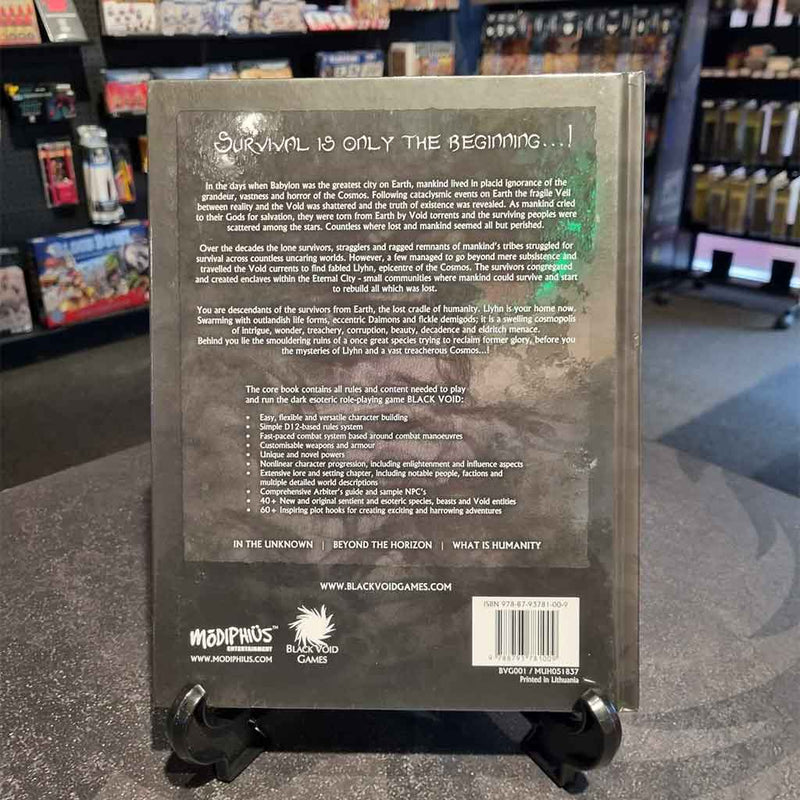 Survival is only the beginning...!
In the days when Babylon was the greatest city on Earth, mankind lived in placid ignorance of the
grandeur, vastness and horror of the Cosmos. Following cataclysmic events on Earth the fragile Veil
between reality and the Void was shattered and the truth of existence was revealed. As mankind cried
to their Gods for salvation, they were torn from Earth by Void torrents and the surviving peoples were
scattered among the stars. Countless where lost and mankind seemed all but perished.
Over the decades the lone survivors, stragglers and ragged remnants of mankind's tribes struggled for
survival across countless uncaring worlds. However, a few managed to go beyond mere subsistence and
travelled the Void currents to find fabled Llyhn, epicentre of the Cosmos. The survivors congregated
and created enclaves within the Eternal City - small communities where mankind could survive and start
to rebuild all which was lost.
You are descendants of the survivors from Earth, the lost cradle of humanity. Llyhn is your home now.
Swarming with outlandish life forms, eccentric Daimons and fickle demigods; it is a swelling cosmopolis
of intrigue, wonder, treachery, corruption, beauty, decadence and eldritch menace.
Behind you lie the smouldering ruins of a once great species trying to reclaim former glory, before you
the mysteries of Llyhn and a vast treacherous Cosmos...!
The core book contains all rules and content needed to play
and run the dark esoteric role-playing game BLACK VOID:
• Easy, flexible and versatile character building
• Simple D12-based rules system
• Fast-paced combat system based around combat manoeuvres
• Customisable weapons and armour
• Unique and novel powers
• Nonlinear character progression, including enlightenment and influence aspects
• Extensive lore and setting chapter, including notable people, factions and
multiple detailed world descriptions
• Comprehensive Arbiter's guide and sample NPC's
• 40+ New and original sentient and esoteric species, beasts and Void entities
• 60+ Inspiring plot hooks for creating exciting and harrowing adventures
IN THE UNKNOWN | BEYOND THE HORIZON | WHAT IS HUMANITY
WWW.BLACKVOIDGAMES.COM
MŌDIPHIÜS™
ENTERTAINMENT
WWW.MODIPHIUS.COM
BLACK VOID
GAMES
ISBN 978-87-93781-00-9
9 788793 781009
BVG001 / MUH051837
Printed in Lithuania